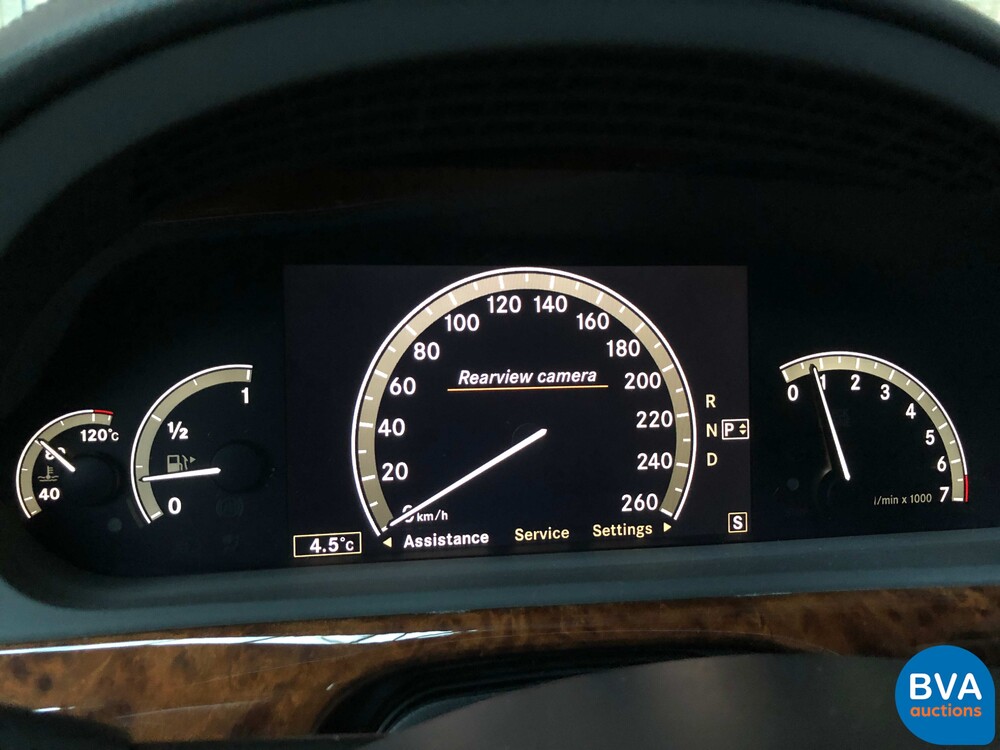 120°c
80
40
1
½
0
0 km/h
20
40
60
80
100
120
140
160
180
200
220
240
260
Rearview camera
4.5°c
Assistance Service Settings
R
N P
D
S
0 1 2 3 4 5 6 7
l/min x 1000
BVA
auctions